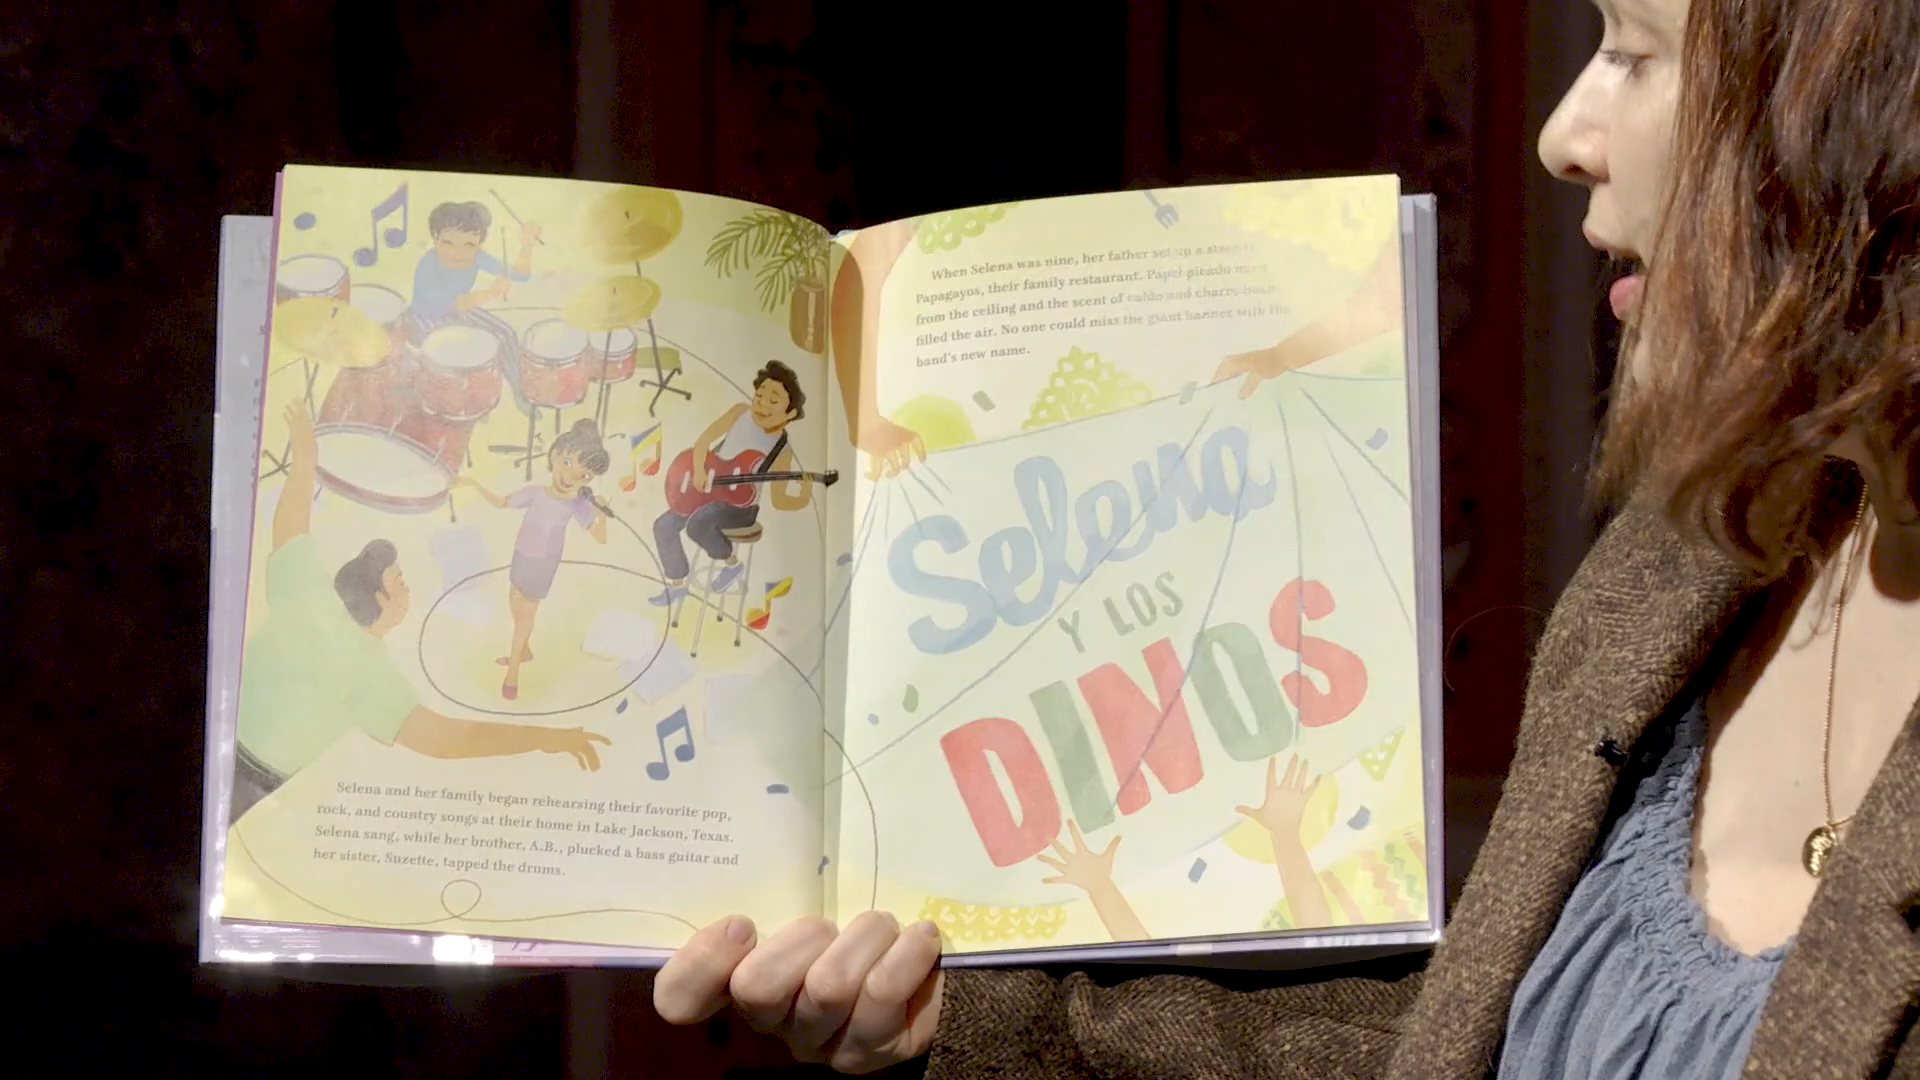 Selena and her family began rehearsing their favorite pop,
rock, and country songs at their home in Lake Jackson, Texas.
Selena sang, while her brother, A.B., plucked a bass guitar and
her sister, Suzette, tapped the drums.
When Selena was nine, her father set up a stage in
Papagayos, their family restaurant. Papel picado hung
from the ceiling and the scent of caldo and charro beans
filled the air. No one could miss the giant banner with the
band's new name.
Selena
Y LOS
DINOS